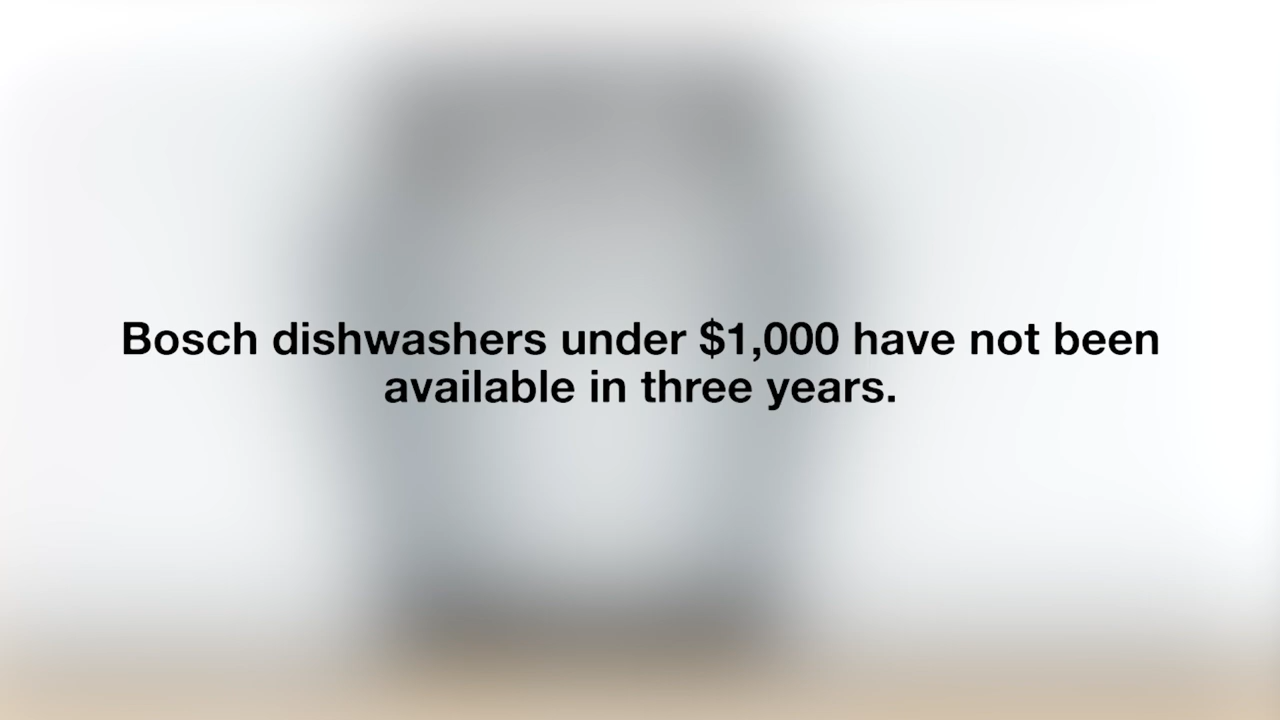 Bosch dishwashers under $1,000 have not been
available in three years.